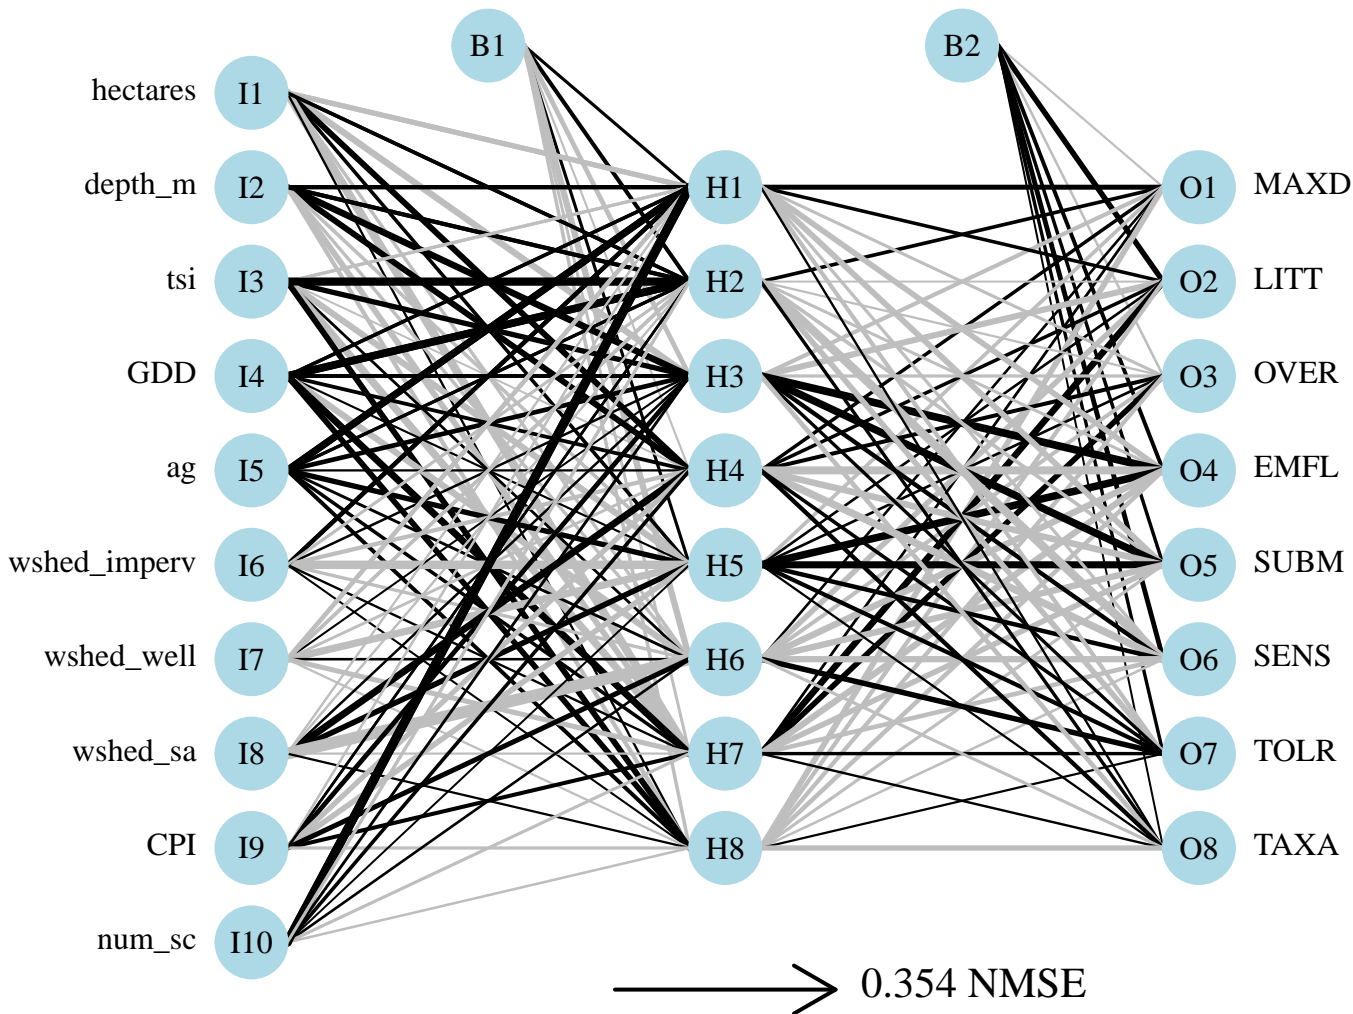 B1 B2
hectares I1
depth_m I2 H1 O1 MAXD
tsi I3 H2 O2 LITT
GDD I4 H3 O3 OVER
ag I5 H4 O4 EMFL
wshed_imperv I6 H5 O5 SUBM
wshed_well I7 H6 O6 SENS
wshed_sa I8 H7 O7 TOLR
CPI I9 H8 O8 TAXA
num_sc I10
0.354 NMSE